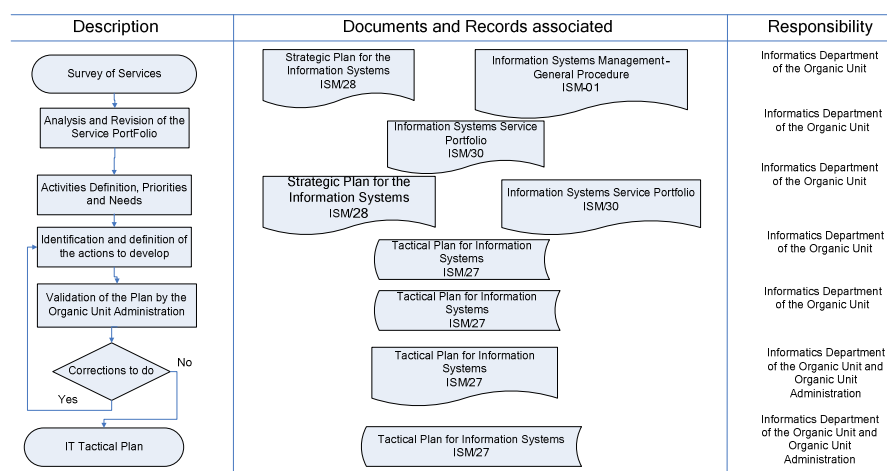 Description
Documents and Records associated
Responsibility
Survey of Services
Strategic Plan for the
Information Systems
ISM/28
Information Systems Management-
General Procedure
ISM-01
Informatics Department
of the Organic Unit
Analysis and Revision of the
Service PortFolio
Information Systems Service
Portfolio
ISM/30
Informatics Department
of the Organic Unit
Activities Definition, Priorities
and Needs
Strategic Plan for the
Information Systems
ISM/28
Information Systems Service Portfolio
ISM/30
Informatics Department
of the Organic Unit
Identification and definition of
the actions to develop
Tactical Plan for Information
Systems
ISM/27
Informatics Department
of the Organic Unit
Validation of the Plan by the
Organic Unit Administration
Tactical Plan for Information
Systems
ISM/27
Informatics Department
of the Organic Unit
Corrections to do
No
Yes
Tactical Plan for Information
Systems
ISM/27
Informatics Department
of the Organic Unit and
Organic Unit
Administration
IT Tactical Plan
Tactical Plan for Information Systems
ISM/27
Informatics Department
of the Organic Unit and
Organic Unit
Administration